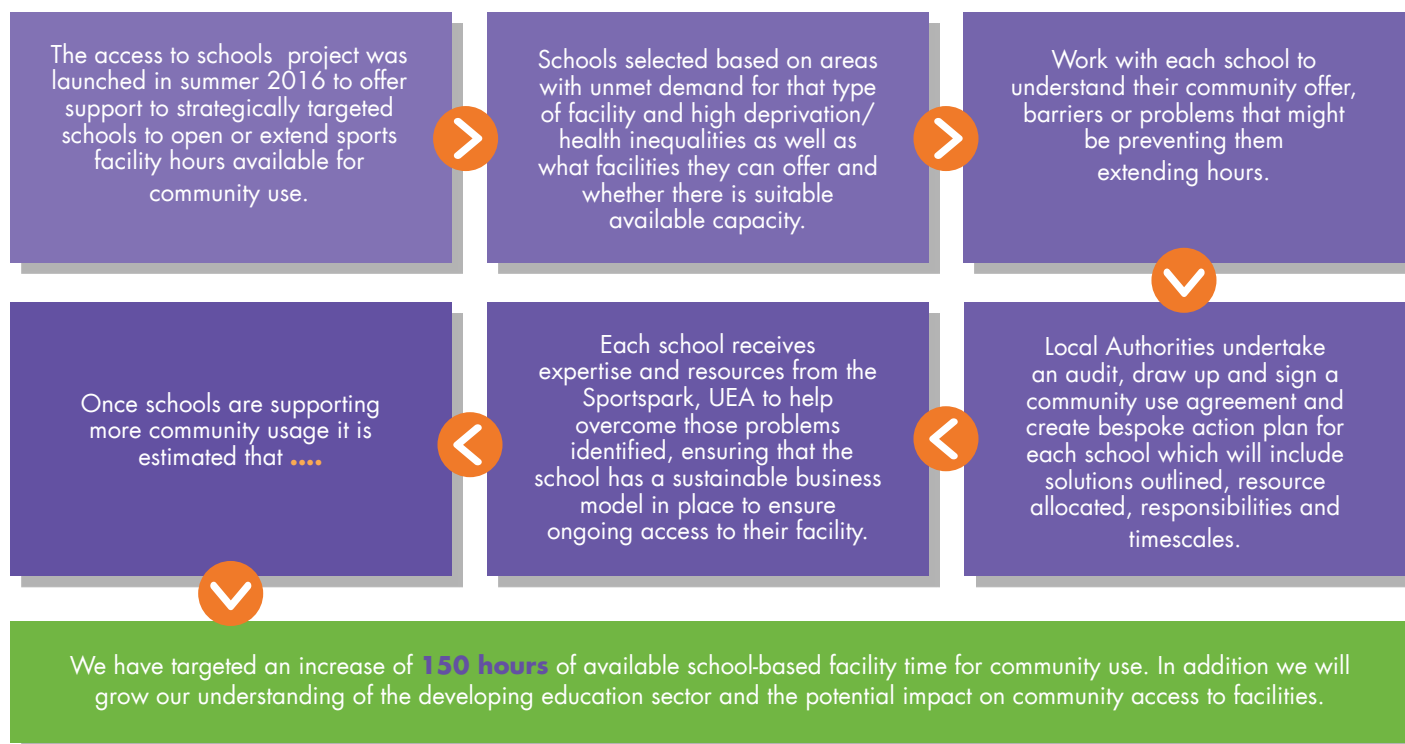 The access to schools project was
launched in summer 2016 to offer
support to strategically targeted
schools to open or extend sports
facility hours available for
community use.
Schools selected based on areas
with unmet demand for that type
of facility and high deprivation/
health inequalities as well as
what facilities they can offer and
whether there is suitable
available capacity.
Work with each school to
understand their community offer,
barriers or problems that might
be preventing them
extending hours.
Local Authorities undertake
an audit, draw up and sign a
community use agreement and
create bespoke action plan for
each school which will include
solutions outlined, resource
allocated, responsibilities and
timescales.
Each school receives
expertise and resources from the
Sportspark, UEA to help
overcome those problems
identified, ensuring that the
school has a sustainable business
model in place to ensure
ongoing access to their facility.
Once schools are supporting
more community usage it is
estimated that ....
We have targeted an increase of 150 hours of available school-based facility time for community use. In addition we will
grow our understanding of the developing education sector and the potential impact on community access to facilities.